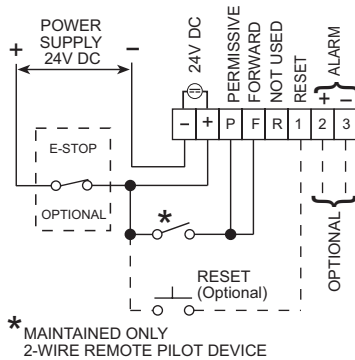 POWER
SUPPLY
24V DC
+
−
24V DC
PERMISSIVE
FORWARD
NOT USED
RESET
ALARM
+
−
− + P F R 1 2 3
E-STOP
OPTIONAL
*
OPTIONAL
RESET
(Optional)
* MAINTAINED ONLY
2-WIRE REMOTE PILOT DEVICE